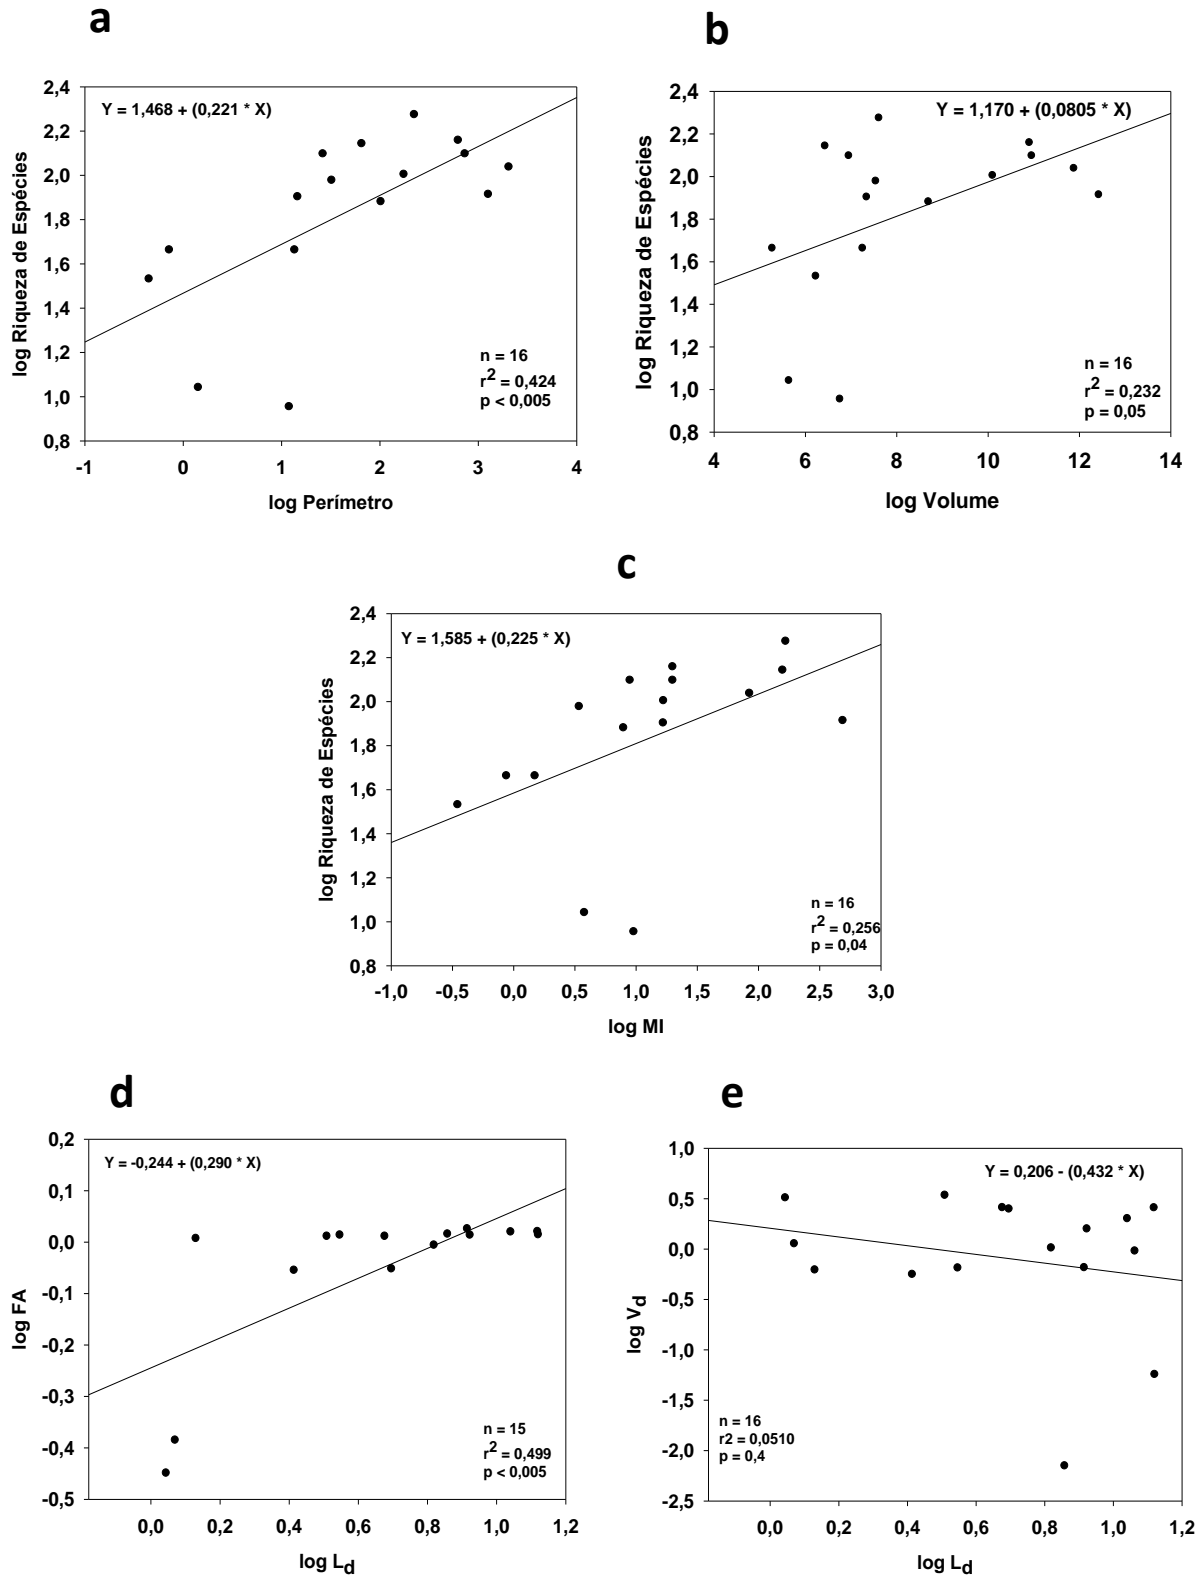 a
Y = 1,468 + (0,221 * X)
2,4
2,2
2,0
1,8
1,6
1,4
1,2
1,0
0,8
log Riqueza de Espécies
n = 16
r2 = 0,424
p < 0,005
-1 0 1 2 3 4
log Perímetro
b
Y = 1,170 + (0,0805 * X)
2,4
2,2
2,0
1,8
1,6
1,4
1,2
1,0
0,8
log Riqueza de Espécies
n = 16
r2 = 0,232
p = 0,05
4 6 8 10 12 14
log Volume
c
Y = 1,585 + (0,225 * X)
2,4
2,2
2,0
1,8
1,6
1,4
1,2
1,0
0,8
log Riqueza de Espécies
n = 16
r2 = 0,256
p = 0,04
-1,0 -0,5 0,0 0,5 1,0 1,5 2,0 2,5 3,0
log MI
d
Y = -0,244 + (0,290 * X)
0,2
0,1
0,0
-0,1
-0,2
-0,3
-0,4
-0,5
log FA
n = 15
r2 = 0,499
p < 0,005
0,0 0,2 0,4 0,6 0,8 1,0 1,2
log Ld
e
Y = 0,206 - (0,432 * X)
1,0
0,5
0,0
-0,5
-1,0
-1,5
-2,0
-2,5
log Vd
n = 16
r2 = 0,0510
p = 0,4
0,0 0,2 0,4 0,6 0,8 1,0 1,2
log Ld